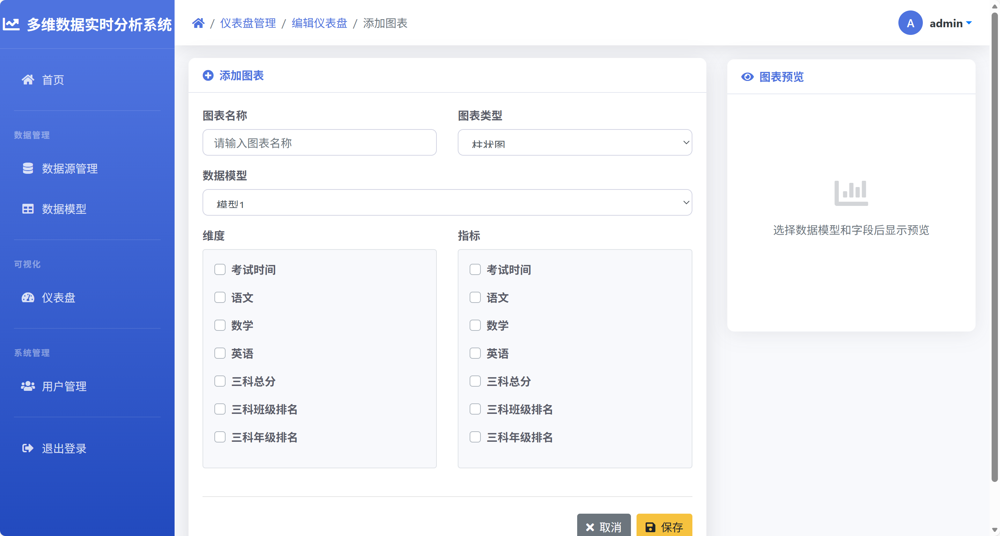 多维数据实时分析系统
首页
数据管理
数据源管理
数据模型
可视化
仪表盘
系统管理
用户管理
退出登录
/ 仪表盘管理 / 编辑仪表盘 / 添加图表
A admin
添加图表
图表名称
请输入图表名称
图表类型
柱状图
数据模型
模型1
维度
考试时间
语文
数学
英语
三科总分
三科班级排名
三科年级排名
指标
考试时间
语文
数学
英语
三科总分
三科班级排名
三科年级排名
取消
保存
图表预览
选择数据模型和字段后显示预览